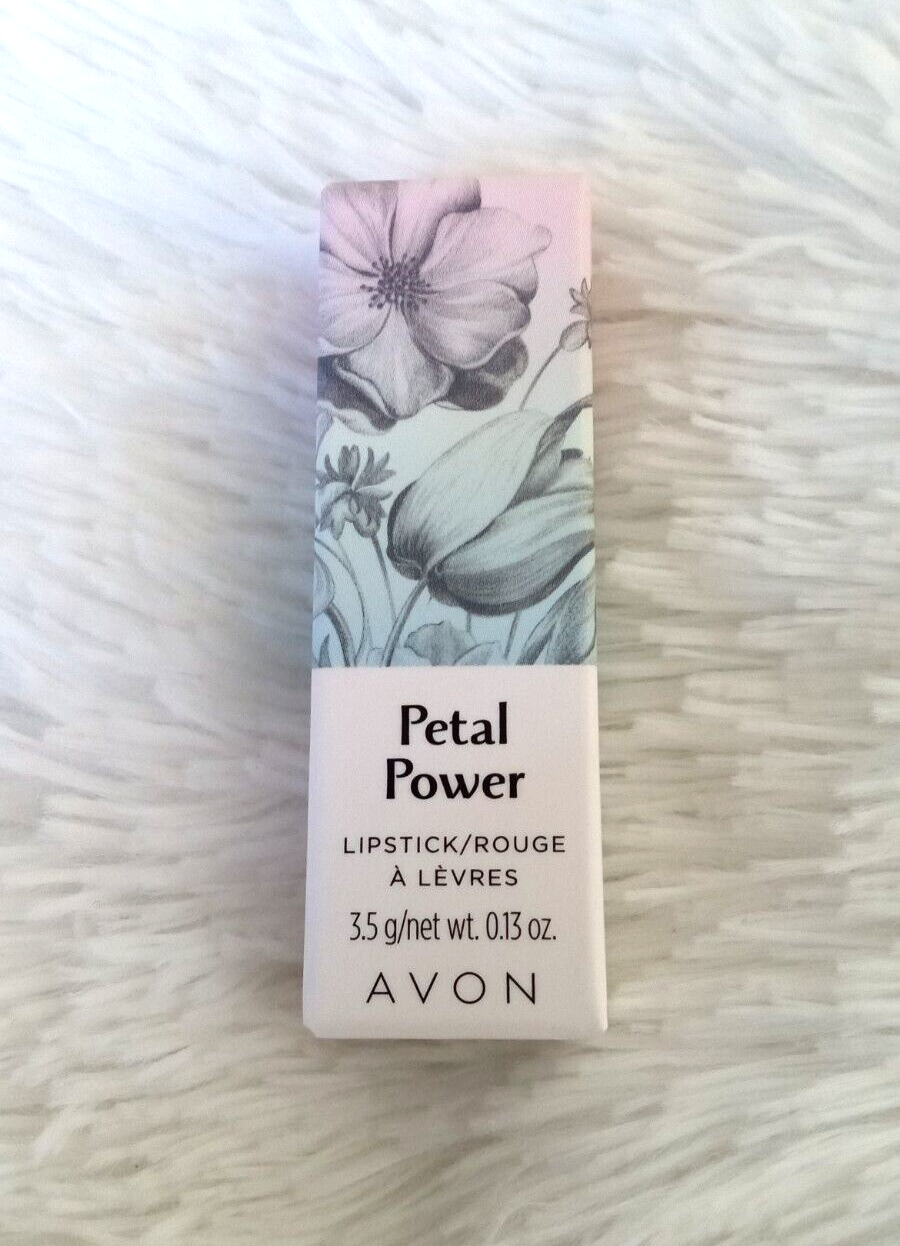 Petal
Power
LIPSTICK/ROUGE
À LÈVRES
3.5 g/net wt. 0.13 oz.
AVON